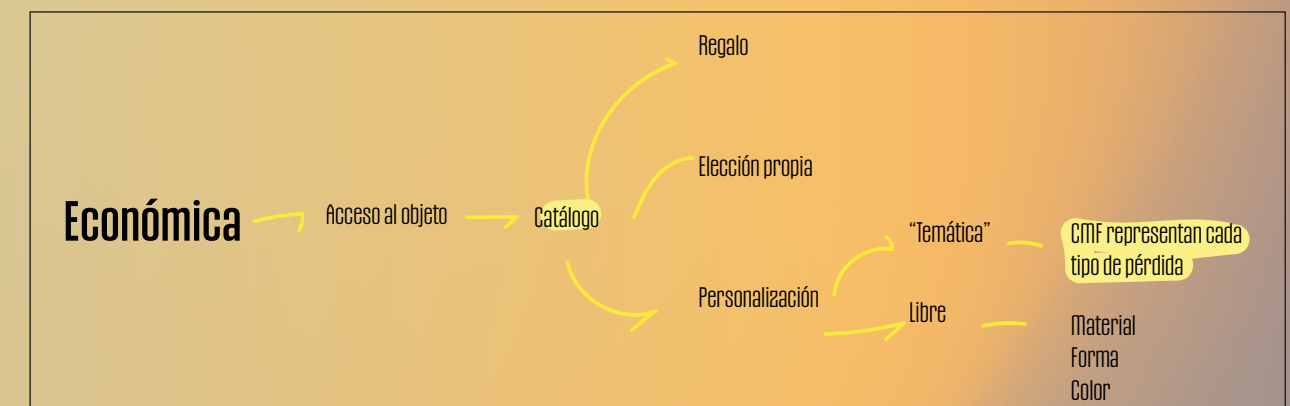 Regalo
Elección propia
Económica
Acceso al objeto
Catálogo
“Temática”
CMF representan cada
tipo de pérdida
Personalización
Libre
Material
Forma
Color